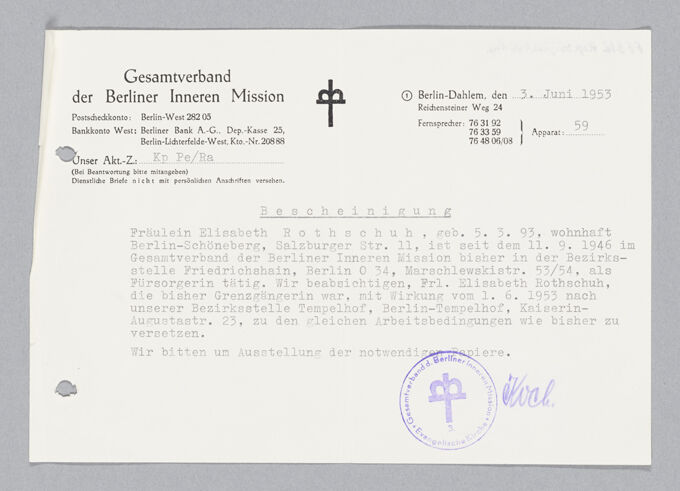 Gesamtverband
der Berliner Inneren Mission
Postscheckkonto: Berlin-West 282 05
Bankkonto West: Berliner Bank A.-G., Dep.-Kasse 25,
Berlin-Lichterfelde-West, Kto.-Nr. 208 88
Unser Akt.-Z.: Kp Pe/Ra
(Bei Beantwortung bitte mitangeben)
Dienstliche Briefe nicht mit persönlichen Anschriften versehen.
1 Berlin-Dahlem, den 3. Juni 1953
Reichensteiner Weg 24
Fernsprecher: 76 31 92
76 33 59
76 48 06/08
Apparat: 59
Bescheinigung
Fräulein Elisabeth Rothschuh, geb. 5. 3. 93, wohnhaft
Berlin-Schöneberg, Salzburger Str. 11, ist seit dem 11. 9. 1946 im
Gesamtverband der Berliner Inneren Mission bisher in der Bezirks-
stelle Friedrichshain, Berlin O 34, Marschlewskistr. 53/54, als
Fürsorgerin tätig. Wir beabsichtigen, Frl. Elisabeth Rothschuh,
die bisher Grenzgängerin war. mit Wirkung vom 1. 6. 1953 nach
unserer Bezirksstelle Tempelhof, Berlin-Tempelhof, Kaiserin-
Augustastr. 23, zu den gleichen Arbeitsbedingungen wie bisher zu
versetzen.
Wir bitten um Ausstellung der notwendigen Papiere.
Gesamtverband d. Berliner Inneren Mission
Evangelische Kirche
3.
Koch.